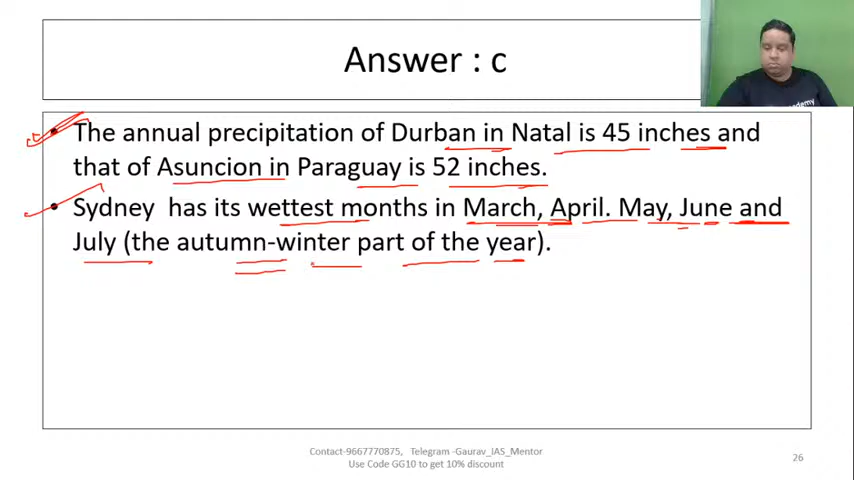 Answer : c
• The annual precipitation of Durban in Natal is 45 inches and
that of Asuncion in Paraguay is 52 inches.
• Sydney has its wettest months in March, April. May, June and
July (the autumn-winter part of the year).
Contact-9667770875, Telegram -Gaurav_IAS_Mentor
Use Code GG10 to get 10% discount
26